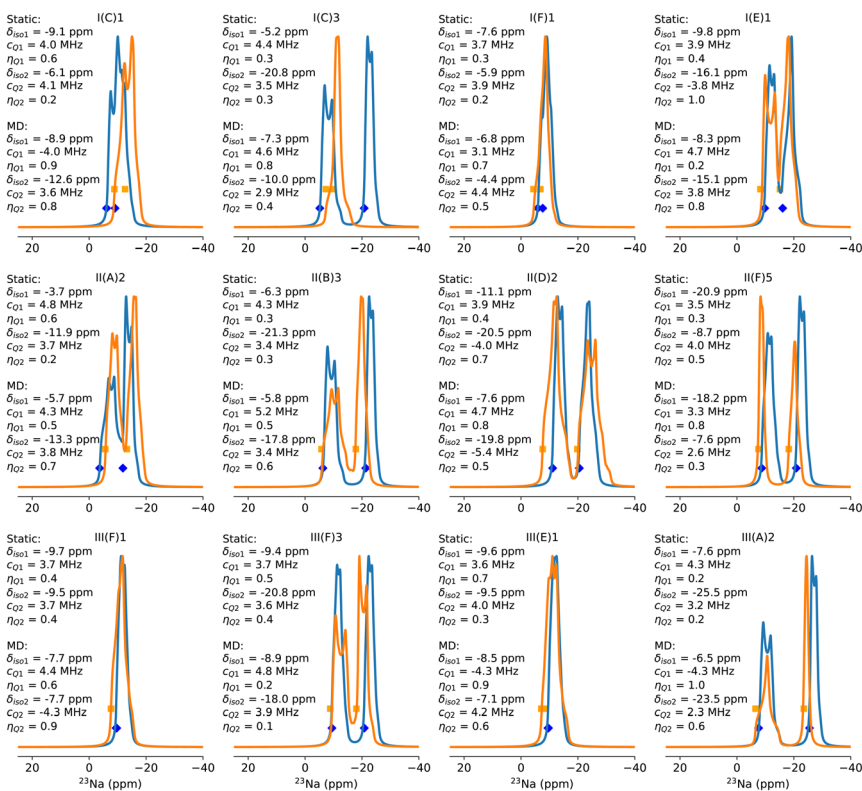 I(C)1
Static:
δiso1 = -9.1 ppm
cQ1 = 4.0 MHz
ηQ1 = 0.6
δiso2 = -6.1 ppm
cQ2 = 4.1 MHz
ηQ2 = 0.2
MD:
δiso1 = -8.9 ppm
cQ1 = -4.0 MHz
ηQ1 = 0.9
δiso2 = -12.6 ppm
cQ2 = 3.6 MHz
ηQ2 = 0.8
20 0 −20 −40
I(C)3
Static:
δiso1 = -5.2 ppm
cQ1 = 4.4 MHz
ηQ1 = 0.3
δiso2 = -20.8 ppm
cQ2 = 3.5 MHz
ηQ2 = 0.3
MD:
δiso1 = -7.3 ppm
cQ1 = 4.6 MHz
ηQ1 = 0.8
δiso2 = -10.0 ppm
cQ2 = 2.9 MHz
ηQ2 = 0.4
20 0 −20 −40
I(F)1
Static:
δiso1 = -7.6 ppm
cQ1 = 3.7 MHz
ηQ1 = 0.3
δiso2 = -5.9 ppm
cQ2 = 3.9 MHz
ηQ2 = 0.2
MD:
δiso1 = -6.8 ppm
cQ1 = 3.1 MHz
ηQ1 = 0.7
δiso2 = -4.4 ppm
cQ2 = 4.4 MHz
ηQ2 = 0.5
20 0 −20 −40
I(E)1
Static:
δiso1 = -9.8 ppm
cQ1 = 3.9 MHz
ηQ1 = 0.4
δiso2 = -16.1 ppm
cQ2 = -3.8 MHz
ηQ2 = 1.0
MD:
δiso1 = -8.3 ppm
cQ1 = 4.7 MHz
ηQ1 = 0.2
δiso2 = -15.1 ppm
cQ2 = 3.8 MHz
ηQ2 = 0.8
20 0 −20 −40
II(A)2
Static:
δiso1 = -3.7 ppm
cQ1 = 4.8 MHz
ηQ1 = 0.6
δiso2 = -11.9 ppm
cQ2 = 3.7 MHz
ηQ2 = 0.2
MD:
δiso1 = -5.7 ppm
cQ1 = 4.3 MHz
ηQ1 = 0.5
δiso2 = -13.3 ppm
cQ2 = 3.8 MHz
ηQ2 = 0.7
20 0 −20 −40
II(B)3
Static:
δiso1 = -6.3 ppm
cQ1 = 4.3 MHz
ηQ1 = 0.3
δiso2 = -21.3 ppm
cQ2 = 3.4 MHz
ηQ2 = 0.3
MD:
δiso1 = -5.8 ppm
cQ1 = 5.2 MHz
ηQ1 = 0.5
δiso2 = -17.8 ppm
cQ2 = 3.4 MHz
ηQ2 = 0.6
20 0 −20 −40
II(D)2
Static:
δiso1 = -11.1 ppm
cQ1 = 3.9 MHz
ηQ1 = 0.4
δiso2 = -20.5 ppm
cQ2 = -4.0 MHz
ηQ2 = 0.7
MD:
δiso1 = -7.6 ppm
cQ1 = 4.7 MHz
ηQ1 = 0.8
δiso2 = -19.8 ppm
cQ2 = -5.4 MHz
ηQ2 = 0.5
20 0 −20 −40
II(F)5
Static:
δiso1 = -20.9 ppm
cQ1 = 3.5 MHz
ηQ1 = 0.3
δiso2 = -8.7 ppm
cQ2 = 4.0 MHz
ηQ2 = 0.5
MD:
δiso1 = -18.2 ppm
cQ1 = 3.3 MHz
ηQ1 = 0.8
δiso2 = -7.6 ppm
cQ2 = 2.6 MHz
ηQ2 = 0.3
20 0 −20 −40
III(F)1
Static:
δiso1 = -9.7 ppm
cQ1 = 3.7 MHz
ηQ1 = 0.4
δiso2 = -9.5 ppm
cQ2 = 3.7 MHz
ηQ2 = 0.4
MD:
δiso1 = -7.7 ppm
cQ1 = 4.4 MHz
ηQ1 = 0.6
δiso2 = -7.7 ppm
cQ2 = -4.3 MHz
ηQ2 = 0.9
20 0 −20 −40
²³Na (ppm)
III(F)3
Static:
δiso1 = -9.4 ppm
cQ1 = 3.7 MHz
ηQ1 = 0.5
δiso2 = -20.8 ppm
cQ2 = 3.6 MHz
ηQ2 = 0.4
MD:
δiso1 = -8.9 ppm
cQ1 = 4.8 MHz
ηQ1 = 0.2
δiso2 = -18.0 ppm
cQ2 = 3.9 MHz
ηQ2 = 0.1
20 0 −20 −40
²³Na (ppm)
III(E)1
Static:
δiso1 = -9.6 ppm
cQ1 = 3.6 MHz
ηQ1 = 0.7
δiso2 = -9.5 ppm
cQ2 = 4.0 MHz
ηQ2 = 0.3
MD:
δiso1 = -8.5 ppm
cQ1 = -4.3 MHz
ηQ1 = 0.9
δiso2 = -7.1 ppm
cQ2 = 4.2 MHz
ηQ2 = 0.6
20 0 −20 −40
²³Na (ppm)
III(A)2
Static:
δiso1 = -7.6 ppm
cQ1 = 4.3 MHz
ηQ1 = 0.2
δiso2 = -25.5 ppm
cQ2 = 3.2 MHz
ηQ2 = 0.2
MD:
δiso1 = -6.5 ppm
cQ1 = -4.3 MHz
ηQ1 = 1.0
δiso2 = -23.5 ppm
cQ2 = 2.3 MHz
ηQ2 = 0.6
20 0 −20 −40
²³Na (ppm)